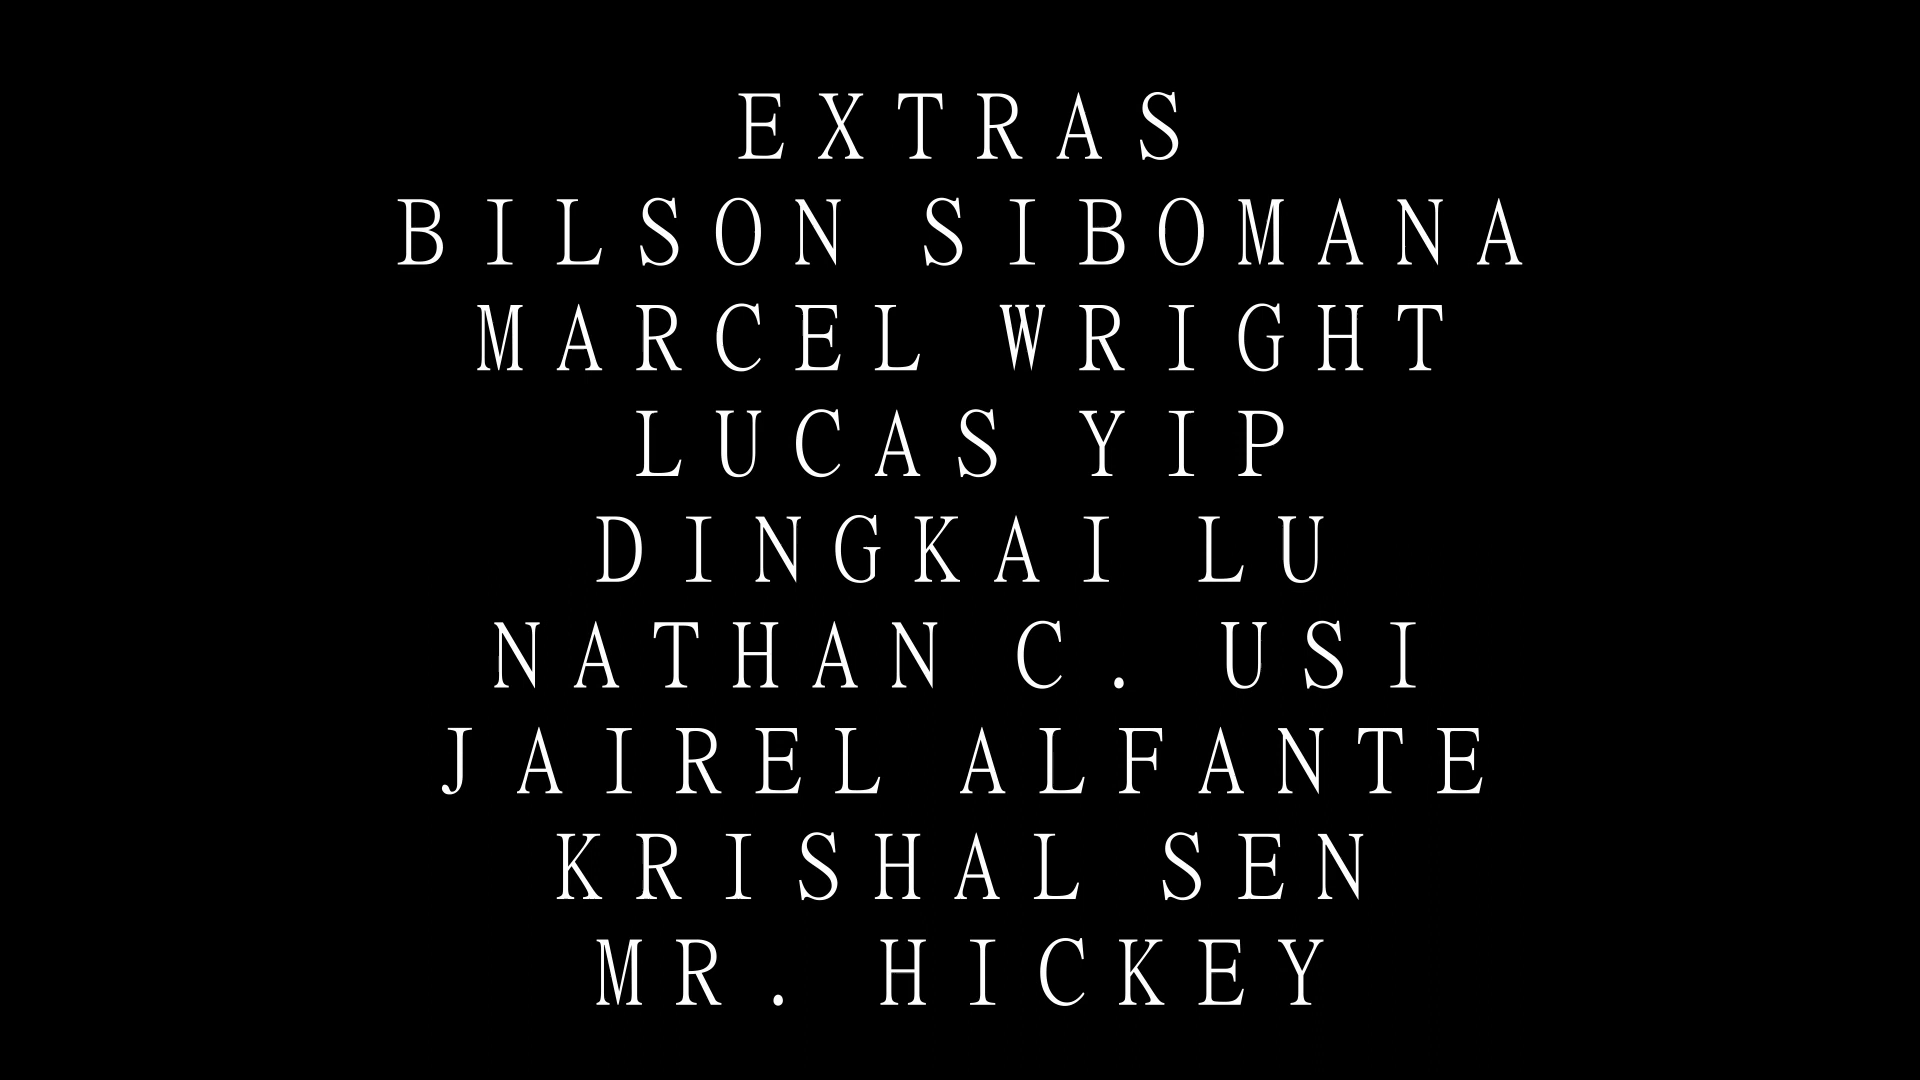 EXTRAS
BILSON SIBOMANA
MARCEL WRIGHT
LUCAS YIP
DINGKAI LU
NATHAN C. USI
JAIREL ALFANTE
KRISHAL SEN
MR. HICKEY